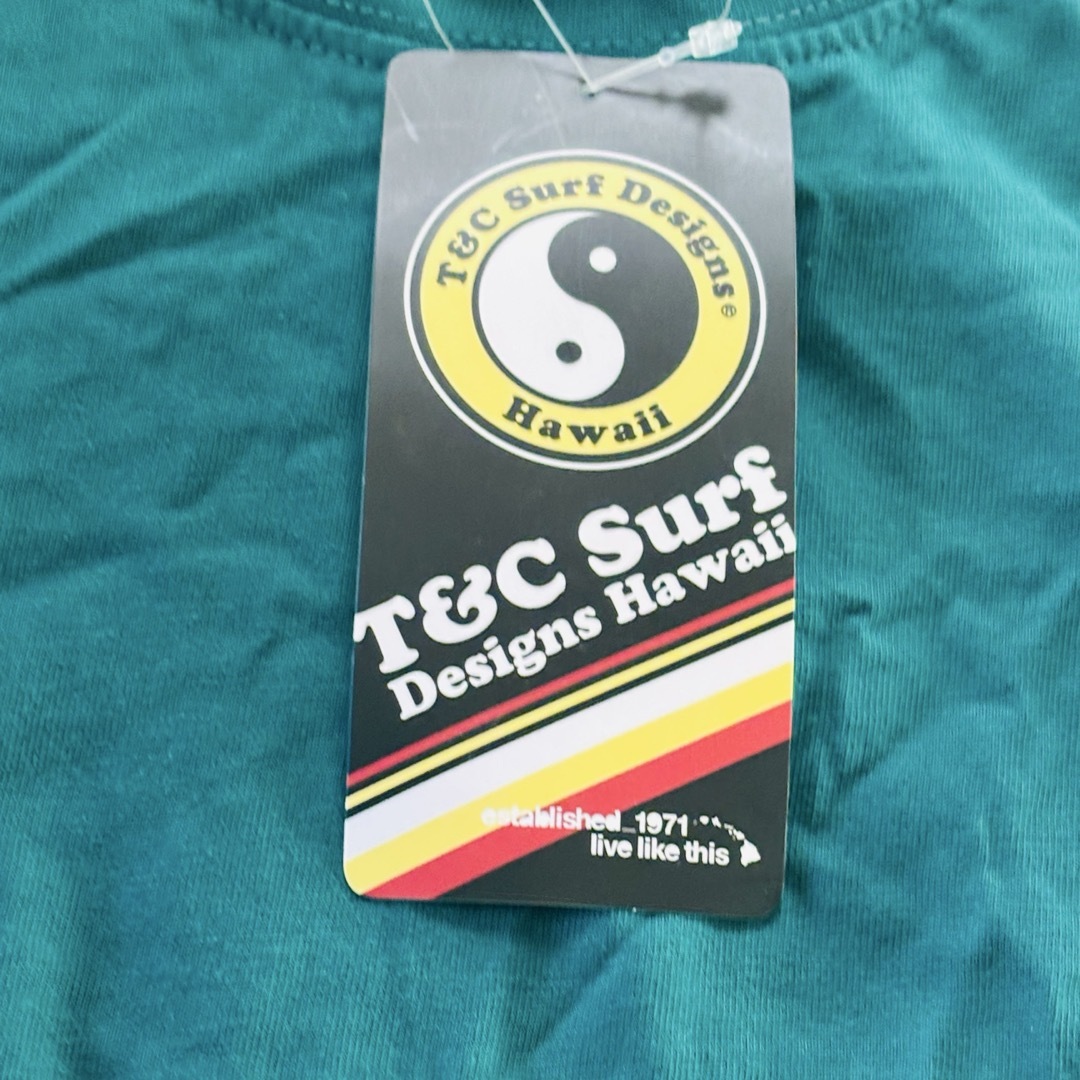 T&C Surf Designs®
Hawaii
T&C Surf
Designs Hawaii
established_1971
live like this